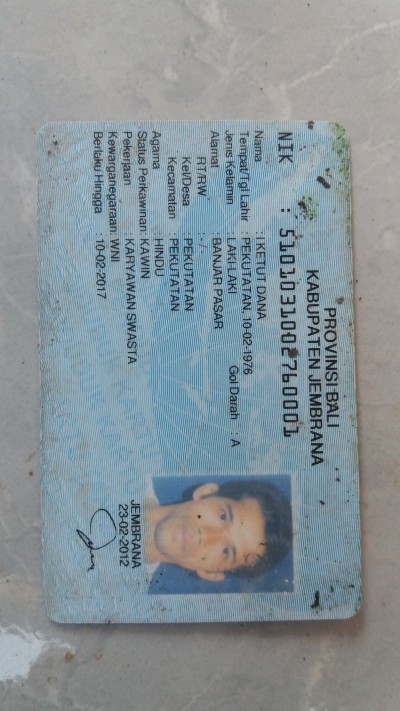 PROVINSI BALI
KABUPATEN JEMBRANA
NIK : 5101031002760001
Nama : I KETUT DANA
Tempat/Tgl Lahir : PEKUTATAN, 10-02-1976
Jenis Kelamin : LAKI-LAKI Gol Darah : A
Alamat : BANJAR PASAR
RT/RW : -/-
Kel/Desa : PEKUTATAN
Kecamatan : PEKUTATAN
Agama : HINDU
Status Perkawinan: KAWIN
Pekerjaan : KARYAWAN SWASTA
Kewarganegaraan: WNI
Berlaku Hingga : 10-02-2017
JEMBRANA
23-02-2012